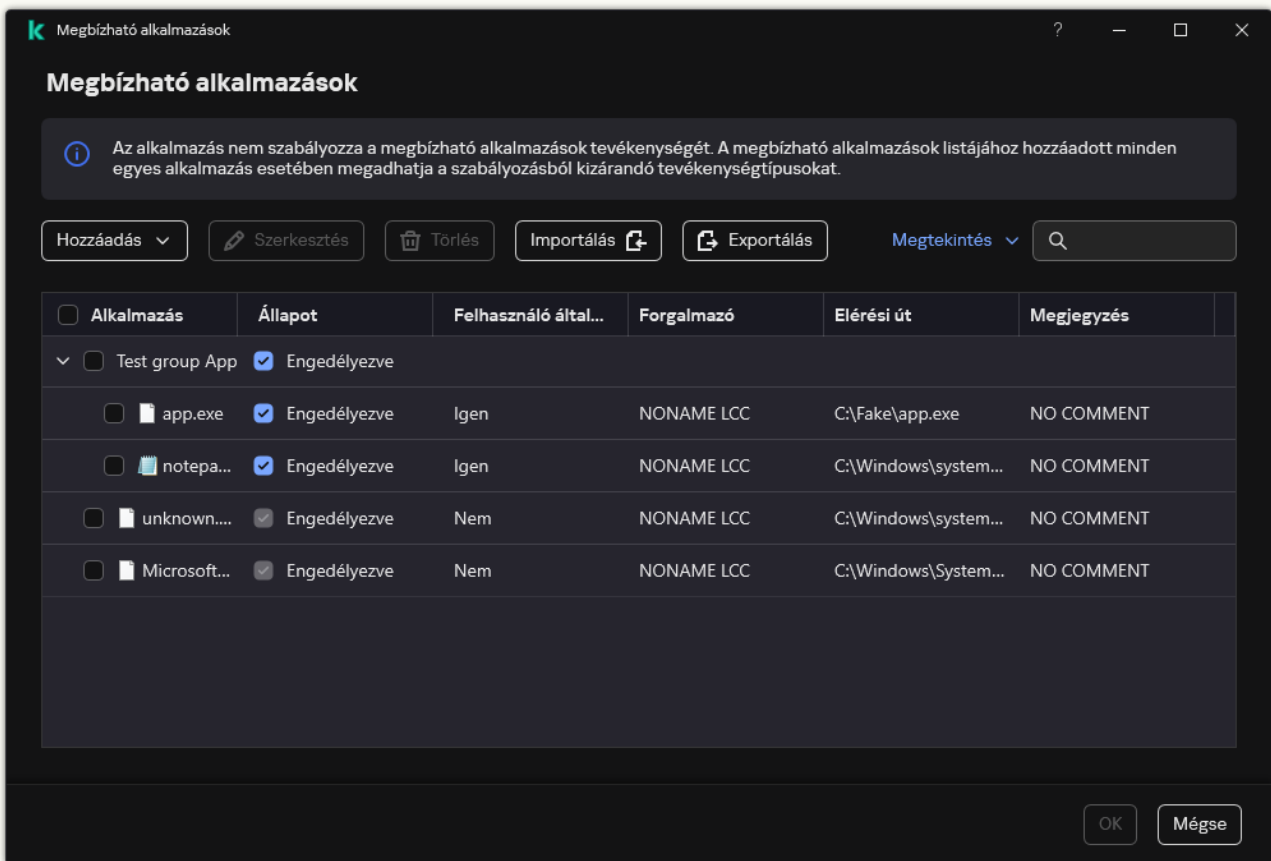 Megbízható alkalmazások
Megbízható alkalmazások
Az alkalmazás nem szabályozza a megbízható alkalmazások tevékenységét. A megbízható alkalmazások listájához hozzáadott minden
egyes alkalmazás esetében megadhatja a szabályozásból kizárandó tevékenységtípusokat.
Hozzáadás Szerkesztés Törlés Importálás Exportálás Megtekintés
Alkalmazás Állapot Felhasználó által... Forgalmazó Elérési út Megjegyzés
Test group App Engedélyezve
app.exe Engedélyezve Igen NONAME LCC C:\Fake\app.exe NO COMMENT
notepa... Engedélyezve Igen NONAME LCC C:\Windows\system... NO COMMENT
unknown.... Engedélyezve Nem NONAME LCC C:\Windows\system... NO COMMENT
Microsoft... Engedélyezve Nem NONAME LCC C:\Windows\System... NO COMMENT
OK Mégse